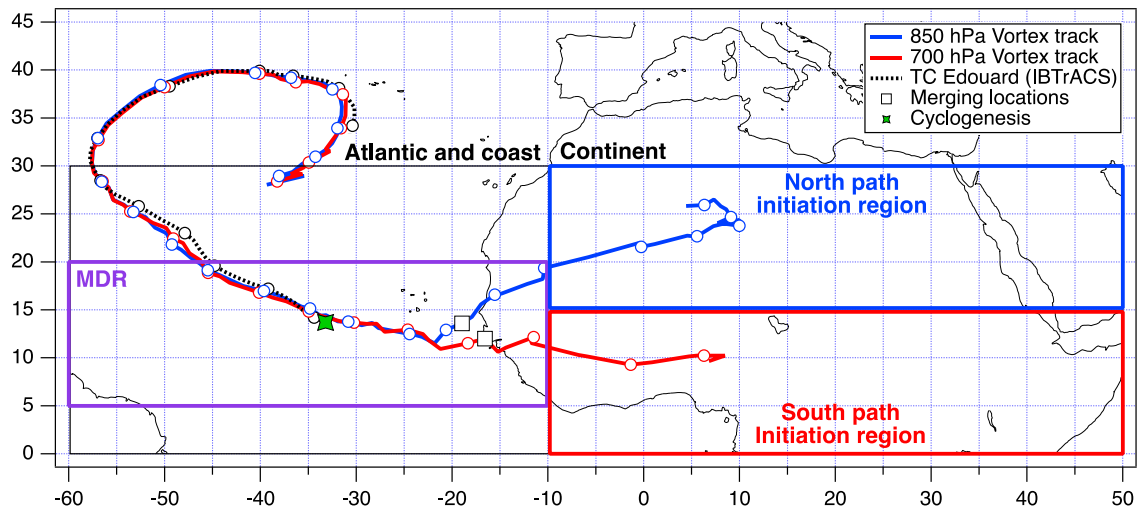 45
40
35
30
25
20
15
10
5
0
850 hPa Vortex track
700 hPa Vortex track
TC Edouard (IBTrACS)
Merging locations
Cyclogenesis
Atlantic and coast
Continent
North path
initiation region
MDR
South path
Initiation region
-60 -50 -40 -30 -20 -10 0 10 20 30 40 50